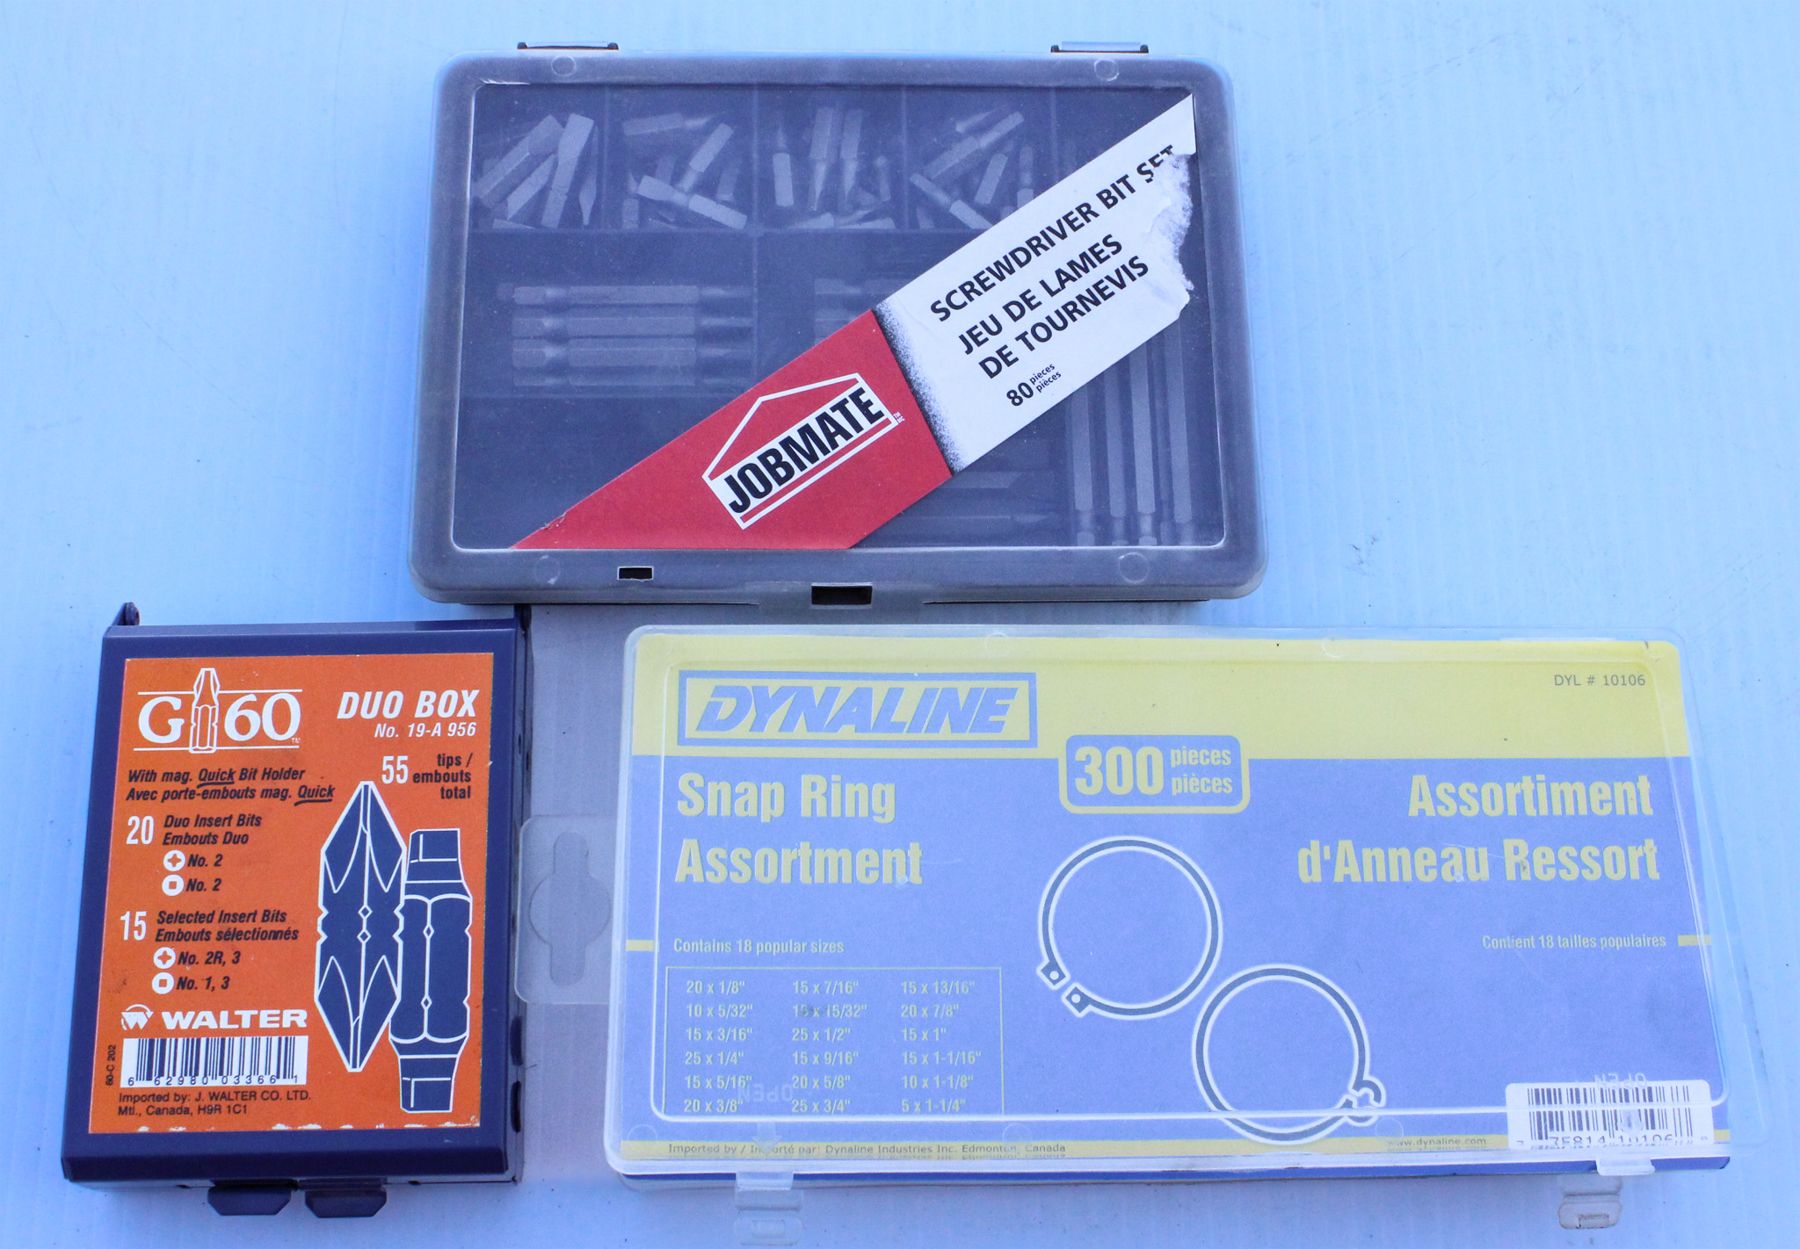 SCREWDRIVER BIT SET
JEU DE LAMES
DE TOURNEVIS
80 pieces
pièces
JOBMATE
G 60
DUO BOX
No. 19-A 956
55 tips /
embouts
total
With mag. Quick Bit Holder
Avec porte-embouts mag. Quick
20 Duo Insert Bits
Embouts Duo
No. 2
No. 2
15 Selected Insert Bits
Embouts sélectionnés
No. 2R, 3
No. 1, 3
WALTER
60-C 202
6 62980 03366 1
Imported by: J. WALTER CO. LTD.
Mtl., Canada, H9R 1C1
DYNALINE
DYL # 10106
300 pieces
pièces
Snap Ring
Assortment
Assortiment
d'Anneau Ressort
Contains 18 popular sizes
Contient 18 tailles populaires
20 x 1/8" 15 x 7/16" 15 x 13/16"
10 x 5/32" 15 x 15/32" 20 x 7/8"
15 x 3/16" 25 x 1/2" 15 x 1"
25 x 1/4" 15 x 9/16" 15 x 1-1/16"
15 x 5/16" 20 x 5/8" 10 x 1-1/8"
20 x 3/8" 25 x 3/4" 5 x 1-1/4"
OPEN
OPEN
Imported by / Importé par: Dynaline Industries Inc. Edmonton, Canada
www.dynaline.com